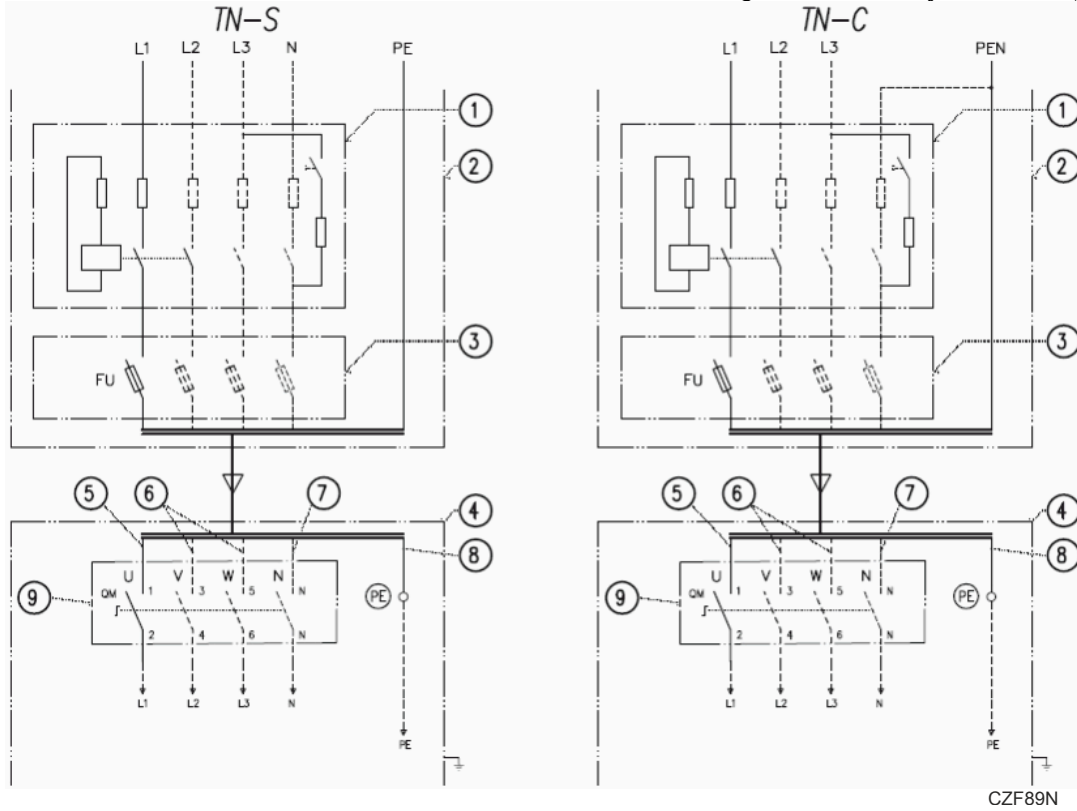 TN-S TN-C
L1 L2 L3 N PE L1 L2 L3 PEN
1 1
2 2
3 3
FU FU
5 6 7 4 5 6 7 4
8 8
U V W N U V W N
9 QM 1 3 5 N PE 9 QM 1 3 5 N PE
2 4 6 N 2 4 6 N
L1 L2 L3 N L1 L2 L3 N
PE PE
CZF89N